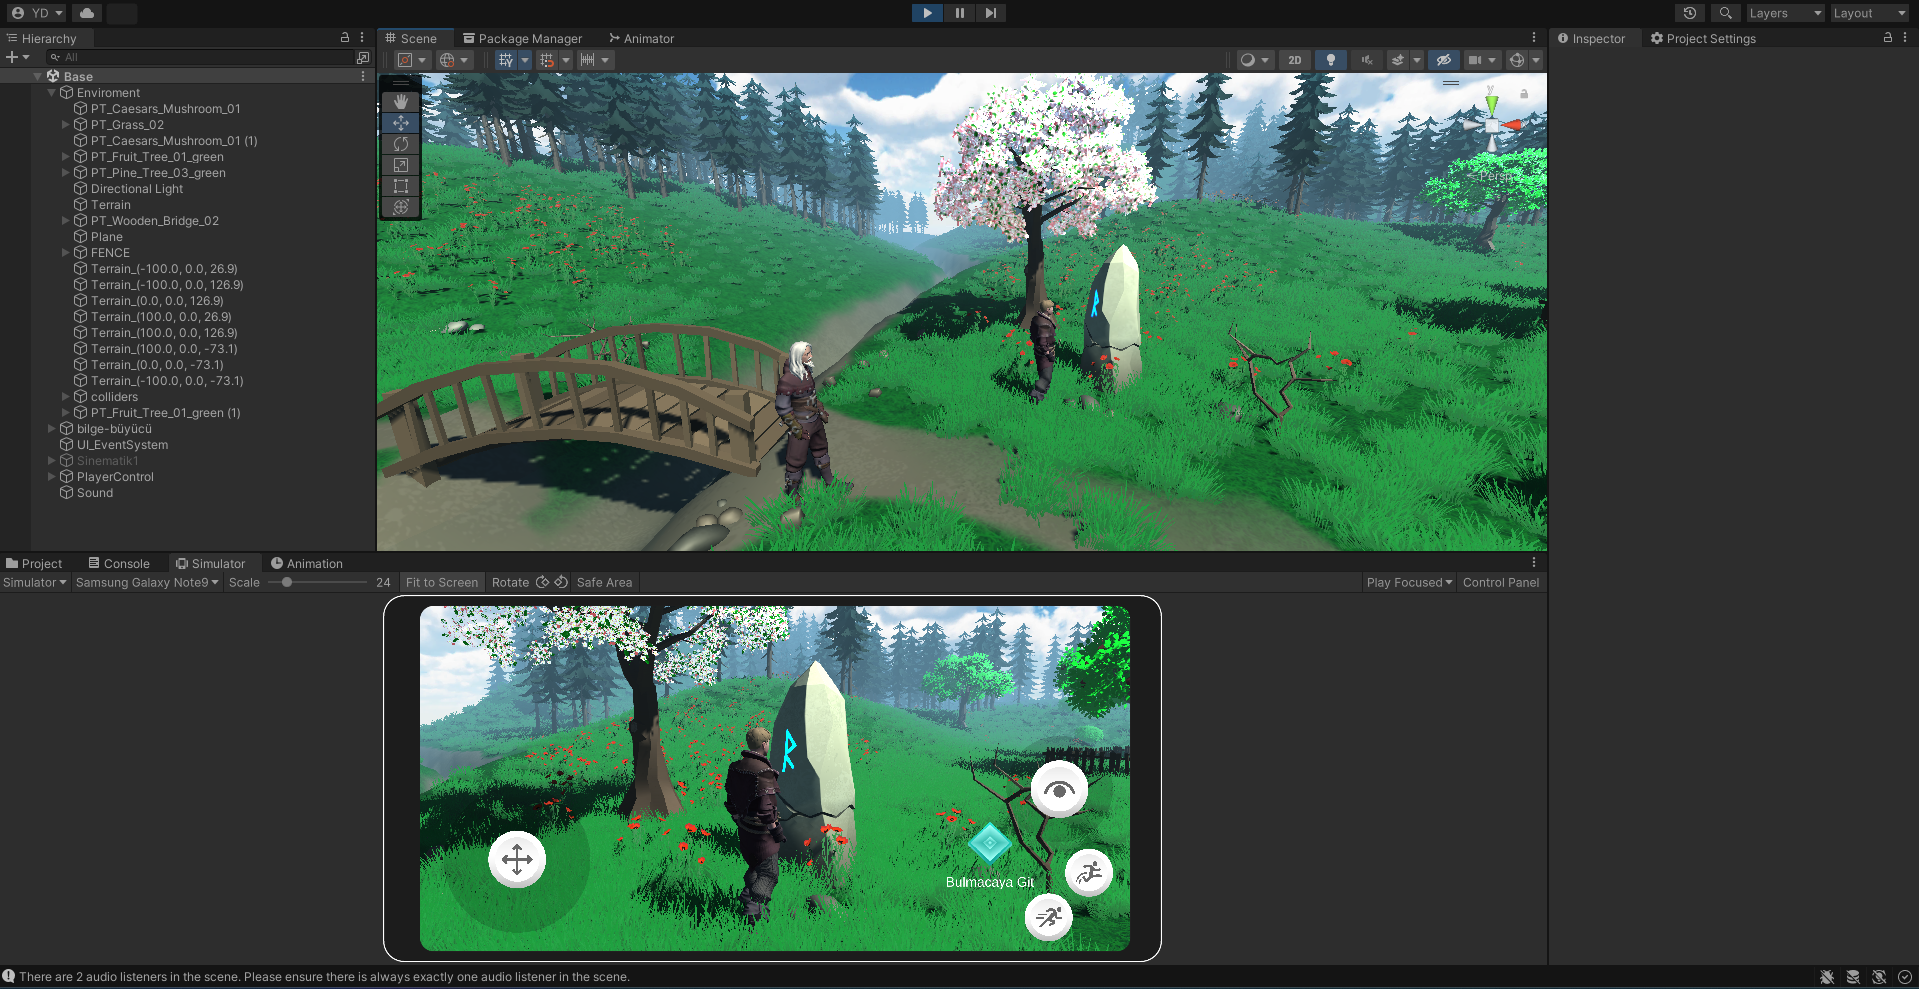 YD
Layers
Layout
Hierarchy
Scene
Package Manager
Animator
Inspector
Project Settings
All
2D
Base
Enviroment
PT_Caesars_Mushroom_01
PT_Grass_02
PT_Caesars_Mushroom_01 (1)
PT_Fruit_Tree_01_green
PT_Pine_Tree_03_green
Directional Light
Terrain
PT_Wooden_Bridge_02
Plane
FENCE
Terrain_(-100.0, 0.0, 26.9)
Terrain_(-100.0, 0.0, 126.9)
Terrain_(0.0, 0.0, 126.9)
Terrain_(100.0, 0.0, 26.9)
Terrain_(100.0, 0.0, 126.9)
Terrain_(100.0, 0.0, -73.1)
Terrain_(0.0, 0.0, -73.1)
Terrain_(-100.0, 0.0, -73.1)
colliders
PT_Fruit_Tree_01_green (1)
bilge-büyücü
UI_EventSystem
Sinematik1
PlayerControl
Sound
y
Persp
Project
Console
Simulator
Animation
Simulator
Samsung Galaxy Note9
Scale
24
Fit to Screen
Rotate
Safe Area
Play Focused
Control Panel
Bulmacaya Git
There are 2 audio listeners in the scene. Please ensure there is always exactly one audio listener in the scene.